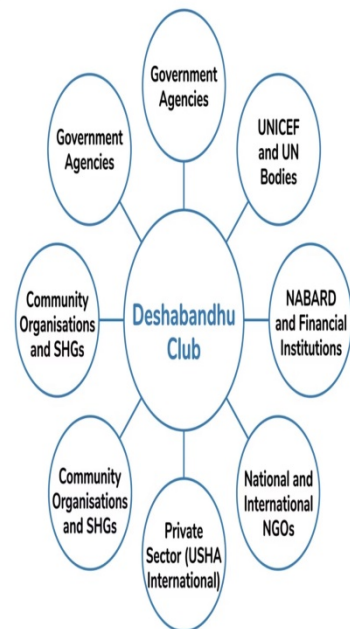 Government
Agencies
UNICEF
and UN
Bodies
NABARD
and Financial
Institutions
National and
International
NGOs
Private
Sector (USHA
International)
Community
Organisations
and SHGs
Community
Organisations
and SHGs
Government
Agencies
Deshabandhu
Club